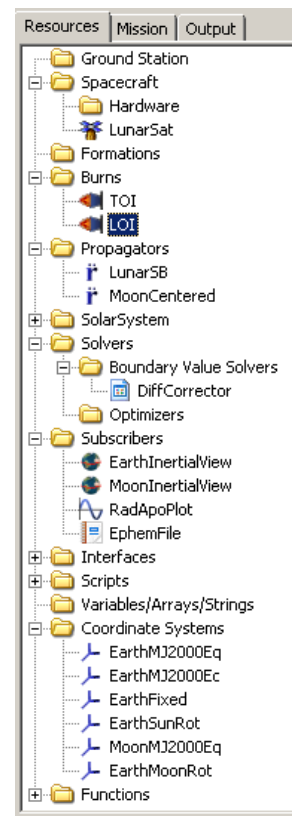 Resources Mission Output
Ground Station
Spacecraft
Hardware
LunarSat
Formations
Burns
TOI
LOI
Propagators
LunarSB
MoonCentered
SolarSystem
Solvers
Boundary Value Solvers
DiffCorrector
Optimizers
Subscribers
EarthInertialView
MoonInertialView
RadApoPlot
EphemFile
Interfaces
Scripts
Variables/Arrays/Strings
Coordinate Systems
EarthMJ2000Eq
EarthMJ2000Ec
EarthFixed
EarthSunRot
MoonMJ2000Eq
EarthMoonRot
Functions